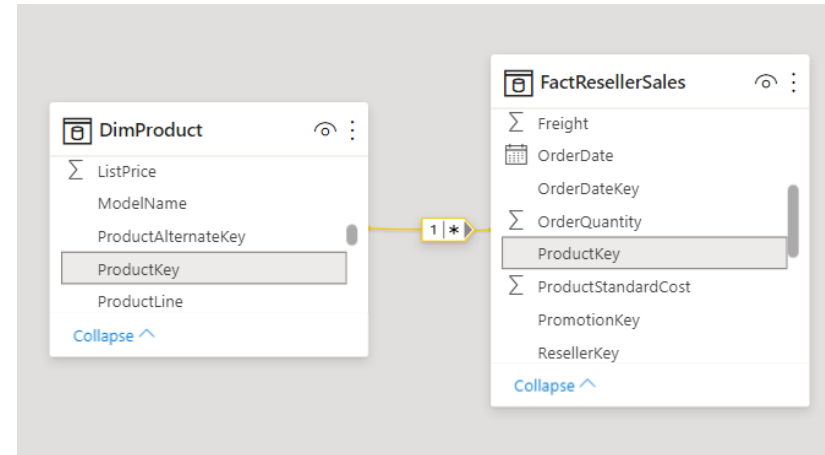 DimProduct
ListPrice
ModelName
ProductAlternateKey
ProductKey
ProductLine
Collapse
1 *
FactResellerSales
Freight
OrderDate
OrderDateKey
OrderQuantity
ProductKey
ProductStandardCost
PromotionKey
ResellerKey
Collapse